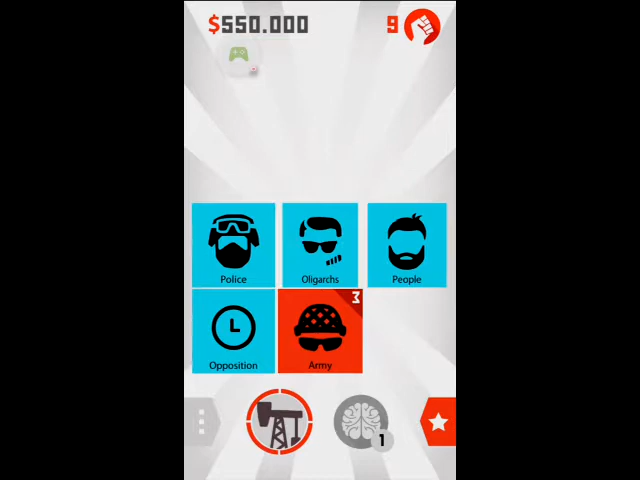 $550.000
9
Police
Oligarchs
People
3
Opposition
Army
1